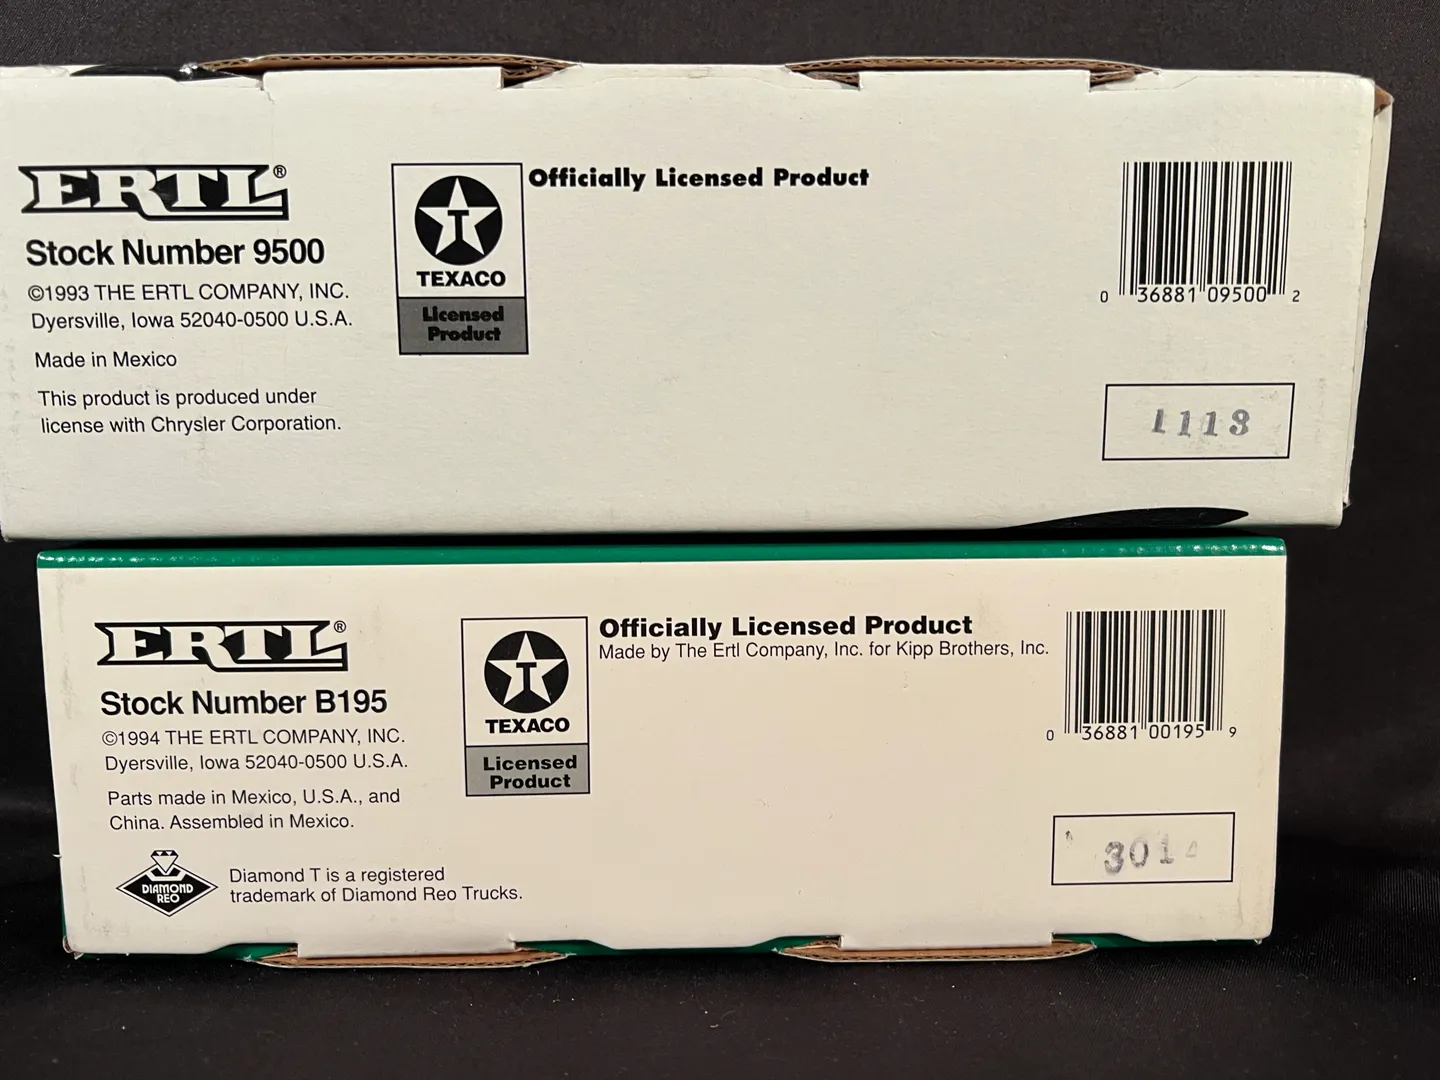 ERTL®
Stock Number 9500
©1993 THE ERTL COMPANY, INC.
Dyersville, Iowa 52040-0500 U.S.A.
Made in Mexico
This product is produced under
license with Chrysler Corporation.
T
TEXACO
Licensed
Product
Officially Licensed Product
0 36881 09500 2
1113
ERTL®
Stock Number B195
©1994 THE ERTL COMPANY, INC.
Dyersville, Iowa 52040-0500 U.S.A.
Parts made in Mexico, U.S.A., and
China. Assembled in Mexico.
DIAMOND
REO
Diamond T is a registered
trademark of Diamond Reo Trucks.
T
TEXACO
Licensed
Product
Officially Licensed Product
Made by The Ertl Company, Inc. for Kipp Brothers, Inc.
0 36881 00195 9